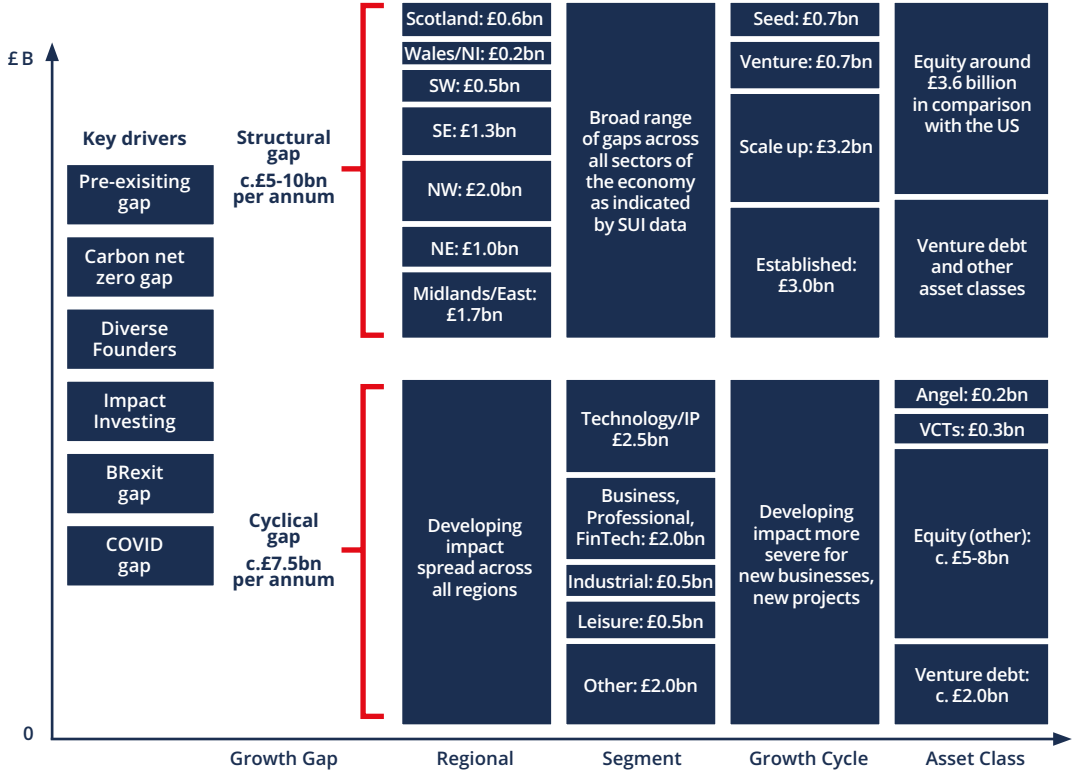 £B
0
Key drivers
Pre-exisiting
gap
Carbon net
zero gap
Diverse
Founders
Impact
Investing
BRexit
gap
COVID
gap
Structural
gap
c.£5-10bn
per annum
Cyclical
gap
c.£7.5bn
per annum
Scotland: £0.6bn
Wales/NI: £0.2bn
SW: £0.5bn
SE: £1.3bn
NW: £2.0bn
NE: £1.0bn
Midlands/East:
£1.7bn
Developing
impact
spread across
all regions
Broad range
of gaps across
all sectors of
the economy
as indicated
by SUI data
Technology/IP
£2.5bn
Business,
Professional,
FinTech: £2.0bn
Industrial: £0.5bn
Leisure: £0.5bn
Other: £2.0bn
Seed: £0.7bn
Venture: £0.7bn
Scale up: £3.2bn
Established:
£3.0bn
Developing
impact more
severe for
new businesses,
new projects
Equity around
£3.6 billion
in comparison
with the US
Venture debt
and other
asset classes
Angel: £0.2bn
VCTs: £0.3bn
Equity (other):
c. £5-8bn
Venture debt:
c. £2.0bn
Growth Gap
Regional
Segment
Growth Cycle
Asset Class